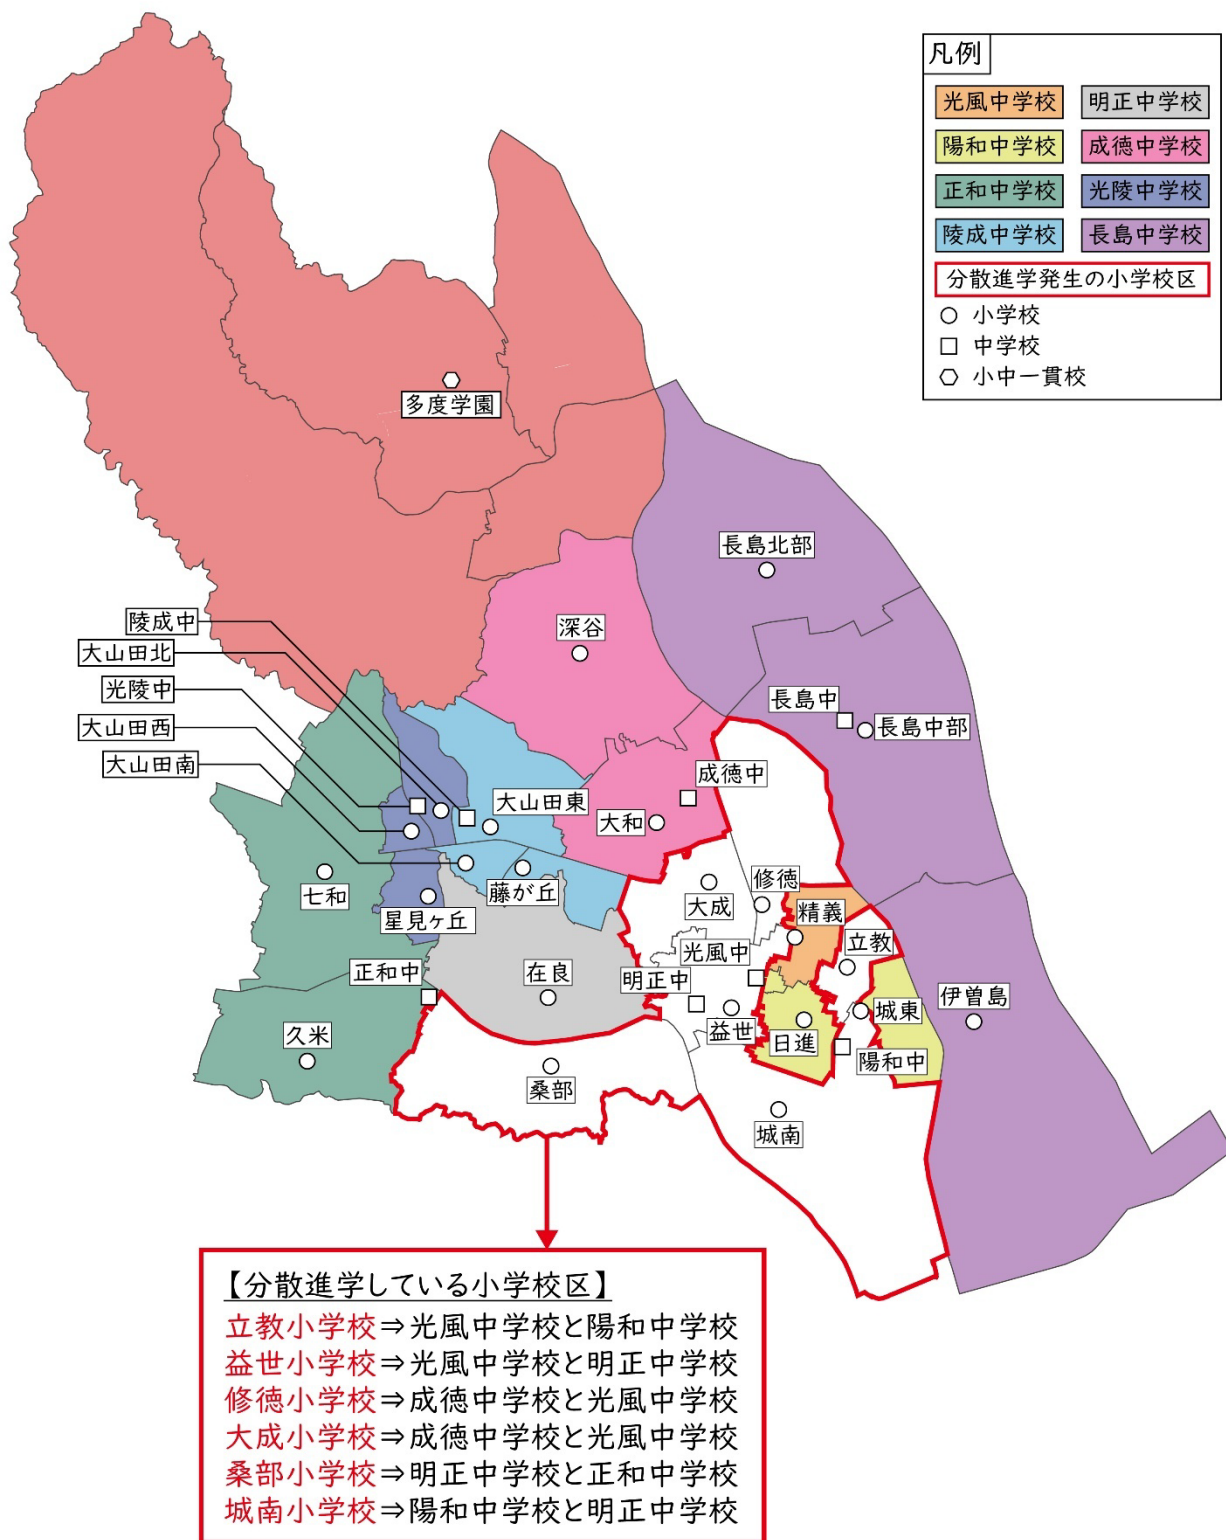 凡例
光風中学校
明正中学校
陽和中学校
成徳中学校
正和中学校
光陵中学校
陵成中学校
長島中学校
分散進学発生の小学校区
小学校
中学校
小中一貫校
多度学園
長島北部
陵成中
深谷
大山田北
光陵中
長島中
大山田西
長島中部
大山田南
成徳中
大山田東
大和
七和
藤が丘
大成
修徳
星見ヶ丘
精義
光風中
立教
正和中
在良
明正中
城東
伊曽島
益世
久米
日進
陽和中
桑部
城南
【分散進学している小学校区】
立教小学校⇒光風中学校と陽和中学校
益世小学校⇒光風中学校と明正中学校
修徳小学校⇒成徳中学校と光風中学校
大成小学校⇒成徳中学校と光風中学校
桑部小学校⇒明正中学校と正和中学校
城南小学校⇒陽和中学校と明正中学校